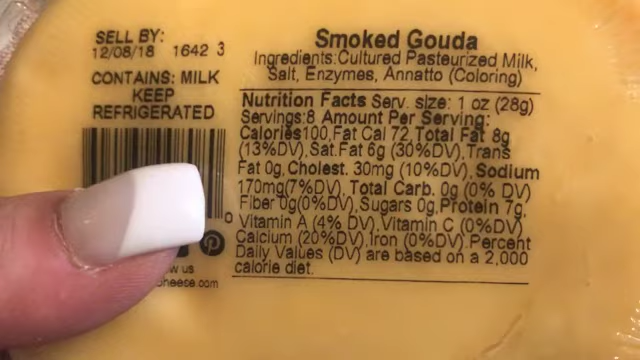 SELL BY:
12/08/18 1642 3
CONTAINS: MILK
KEEP
REFRIGERATED
Smoked Gouda
Ingredients:Cultured Pasteurized Milk,
Salt, Enzymes, Annatto (Coloring)
Nutrition Facts Serv. size: 1 oz (28g)
Servings:8 Amount Per Serving:
Calories100,Fat Cal 72,Total Fat 8g
(13%DV),Sat.Fat 6g (30%DV),Trans
Fat 0g,Cholest. 30mg (10%DV),Sodium
170mg(7%DV),Total Carb. 0g (0% DV)
Fiber 0g(0%DV),Sugars 0g,Protein 7g,
Vitamin A (4% DV),Vitamin C (0%DV)
Calcium (20%DV),Iron (0%DV).Percent
Daily Values (DV) are based on a 2,000
calorie diet.
0
us
.com